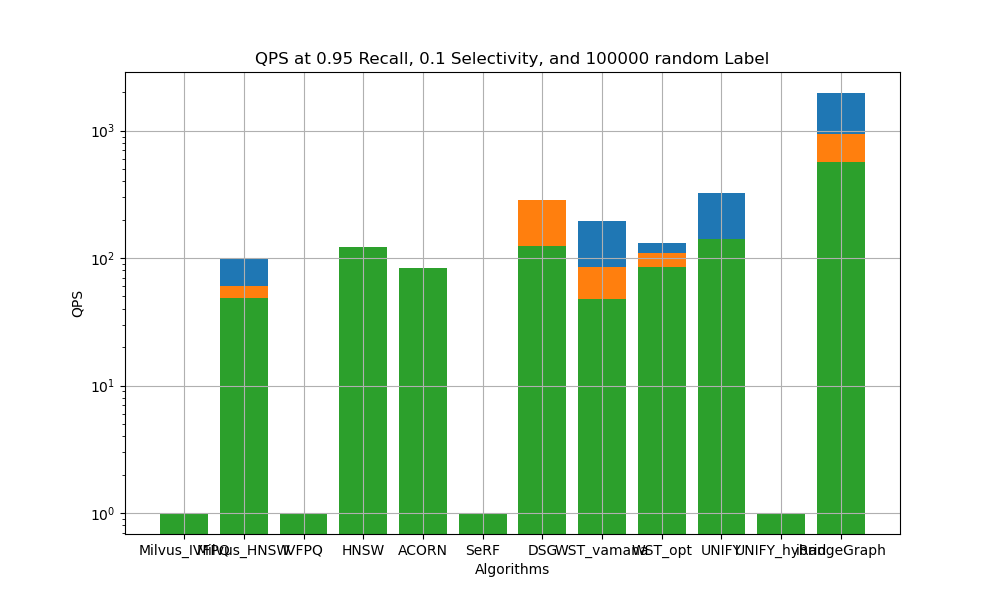 QPS at 0.95 Recall, 0.1 Selectivity, and 100000 random Label
QPS
10³
10²
10¹
10⁰
Milvus_IVFPQ Milvus_HNSW IVFPQ HNSW ACORN SeRF DSG WST_vamana WST_opt UNIFY UNIFY_hybrid iRangeGraph
Algorithms